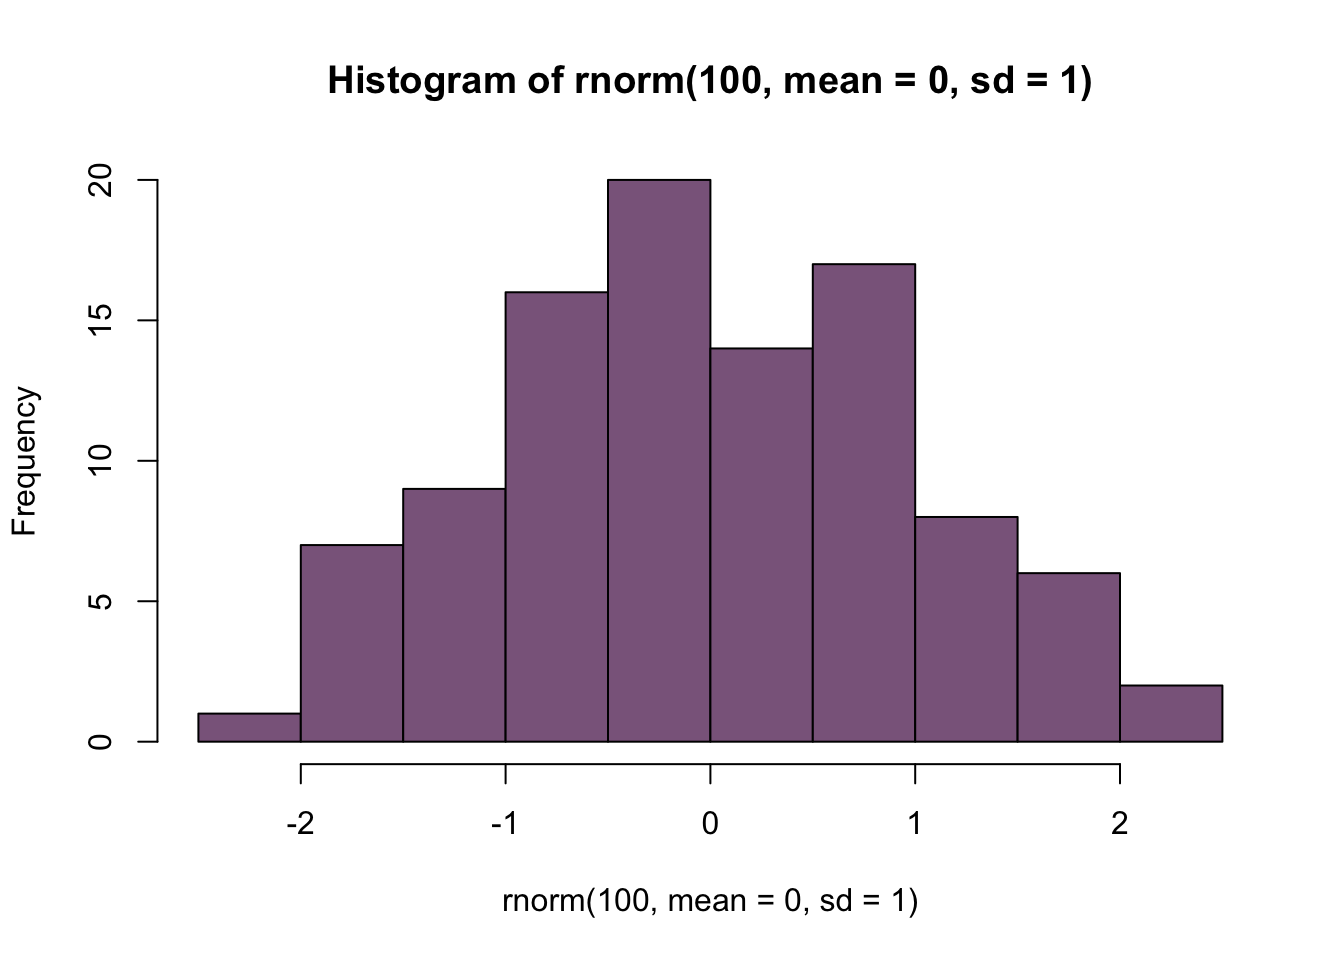 Histogram of rnorm(100, mean = 0, sd = 1)
Frequency
20
15
10
5
0
-2 -1 0 1 2
rnorm(100, mean = 0, sd = 1)